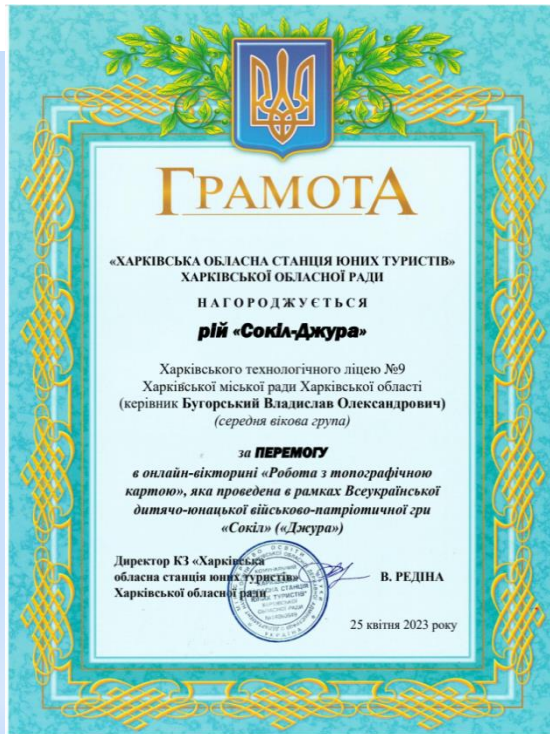 ГРАМОТА
«ХАРКІВСЬКА ОБЛАСНА СТАНЦІЯ ЮНИХ ТУРИСТІВ»
ХАРКІВСЬКОЇ ОБЛАСНОЇ РАДИ
НАГОРОДЖУЄТЬСЯ
рій «Сокіл-Джура»
Харківського технологічного ліцею №9
Харківської міської ради Харківської області
(керівник Бугорський Владислав Олександрович)
(середня вікова група)
за ПЕРЕМОГУ
в онлайн-вікторині «Робота з топографічною
картою», яка проведена в рамках Всеукраїнської
дитячо-юнацької військово-патріотичної гри
«Сокіл» («Джура»)
Директор КЗ «Харківська
обласна станція юних туристів»
Харківської обласної ради
В. РЕДІНА
25 квітня 2023 року